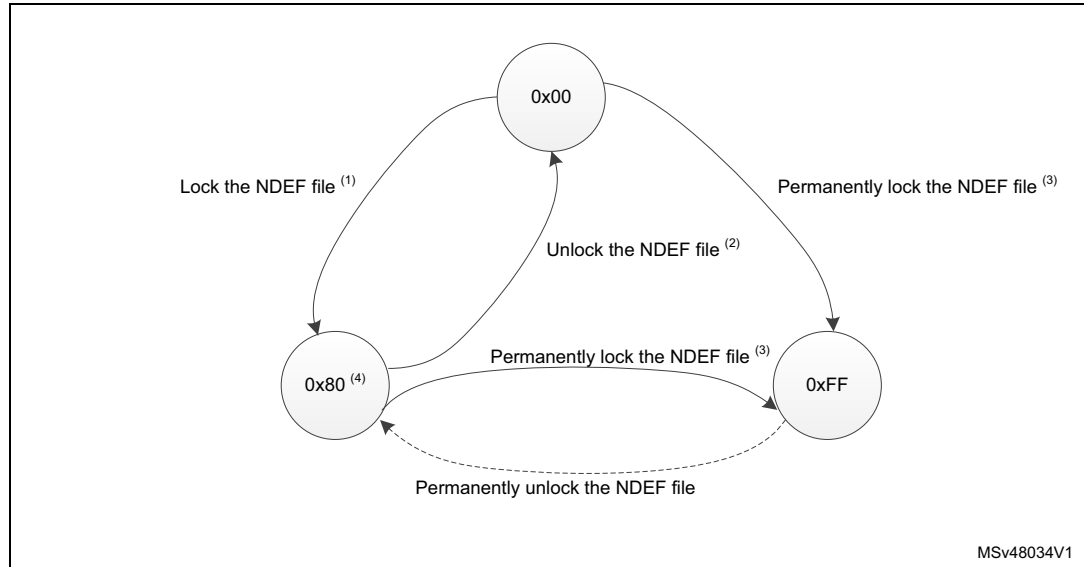 0x00
Lock the NDEF file (1)
Permanently lock the NDEF file (3)
Unlock the NDEF file (2)
Permanently lock the NDEF file (3)
0x80 (4)
0xFF
Permanently unlock the NDEF file
MSv48034V1